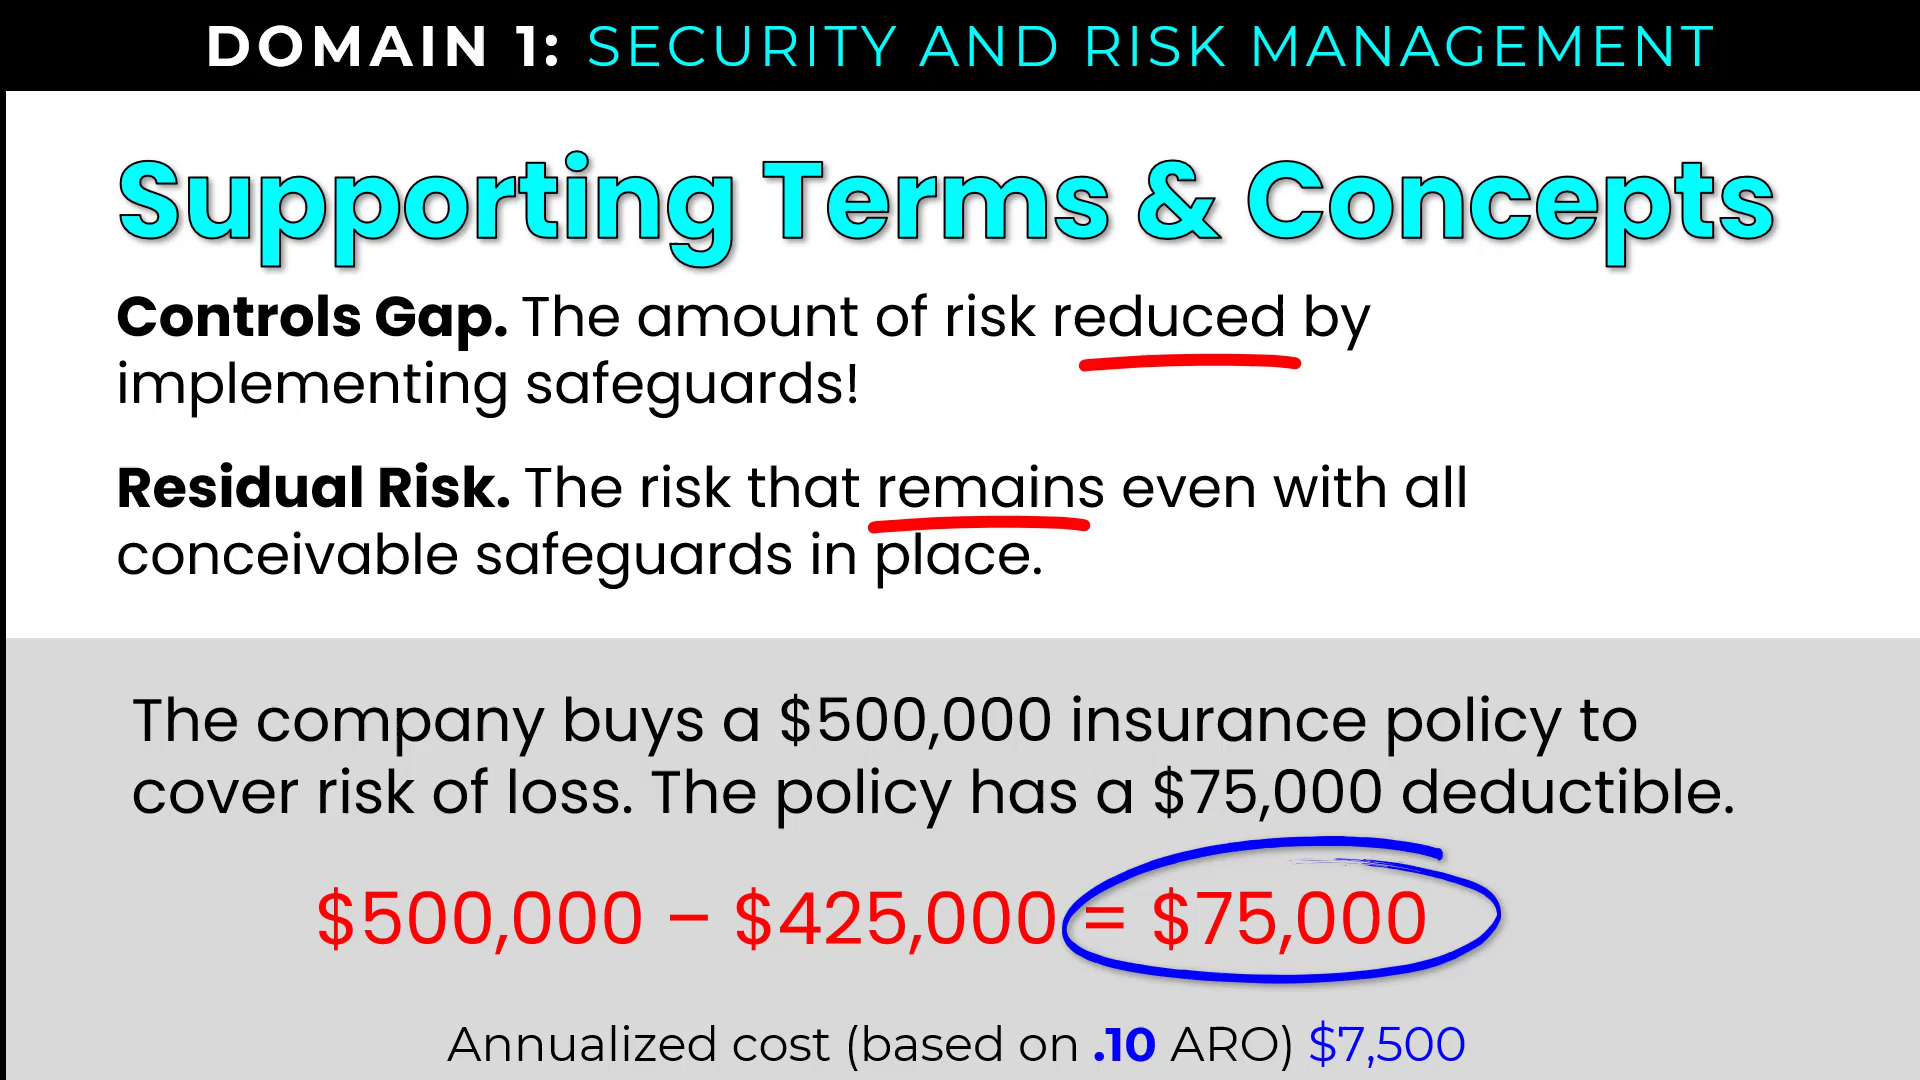 DOMAIN 1: SECURITY AND RISK MANAGEMENT
Supporting Terms & Concepts
Controls Gap. The amount of risk reduced by
implementing safeguards!
Residual Risk. The risk that remains even with all
conceivable safeguards in place.
The company buys a $500,000 insurance policy to
cover risk of loss. The policy has a $75,000 deductible.
$500,000 – $425,000 = $75,000
Annualized cost (based on .10 ARO) $7,500